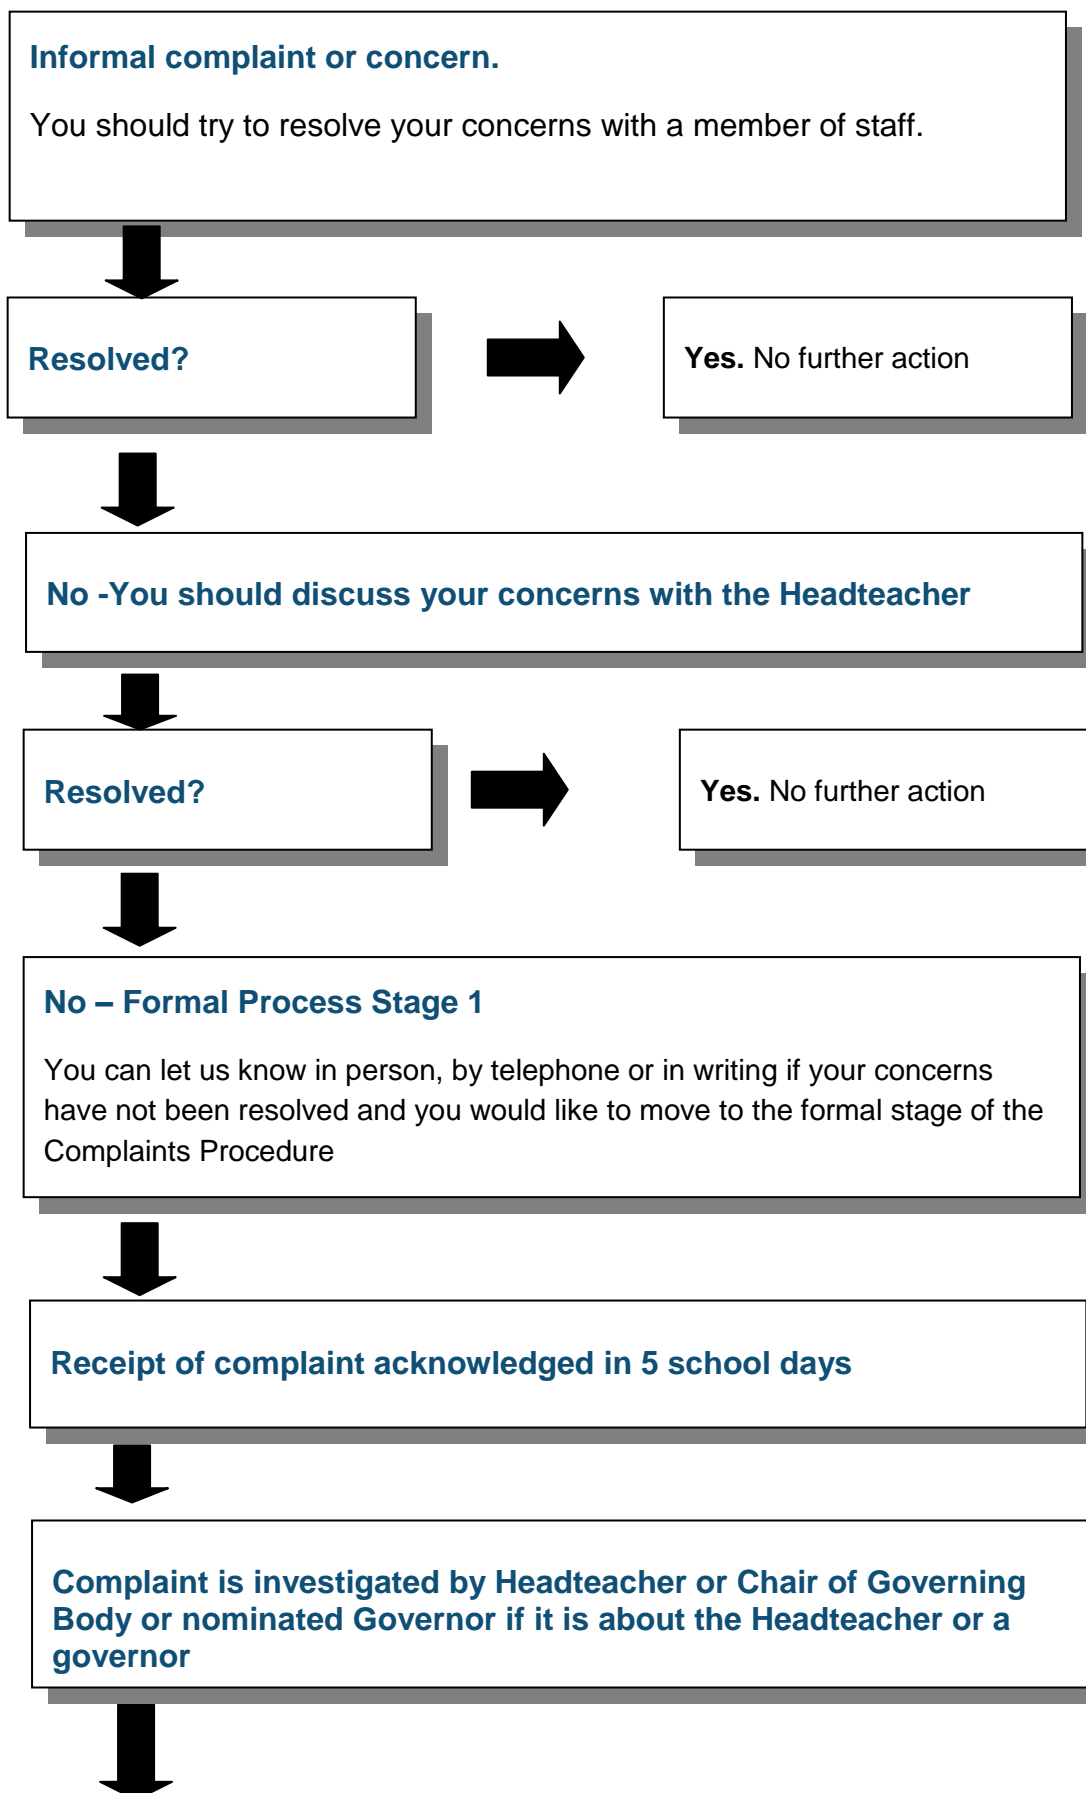 Informal complaint or concern.
You should try to resolve your concerns with a member of staff.
Resolved?
Yes. No further action
No -You should discuss your concerns with the Headteacher
Resolved?
Yes. No further action
No – Formal Process Stage 1
You can let us know in person, by telephone or in writing if your concerns
have not been resolved and you would like to move to the formal stage of the
Complaints Procedure
Receipt of complaint acknowledged in 5 school days
Complaint is investigated by Headteacher or Chair of Governing
Body or nominated Governor if it is about the Headteacher or a
governor